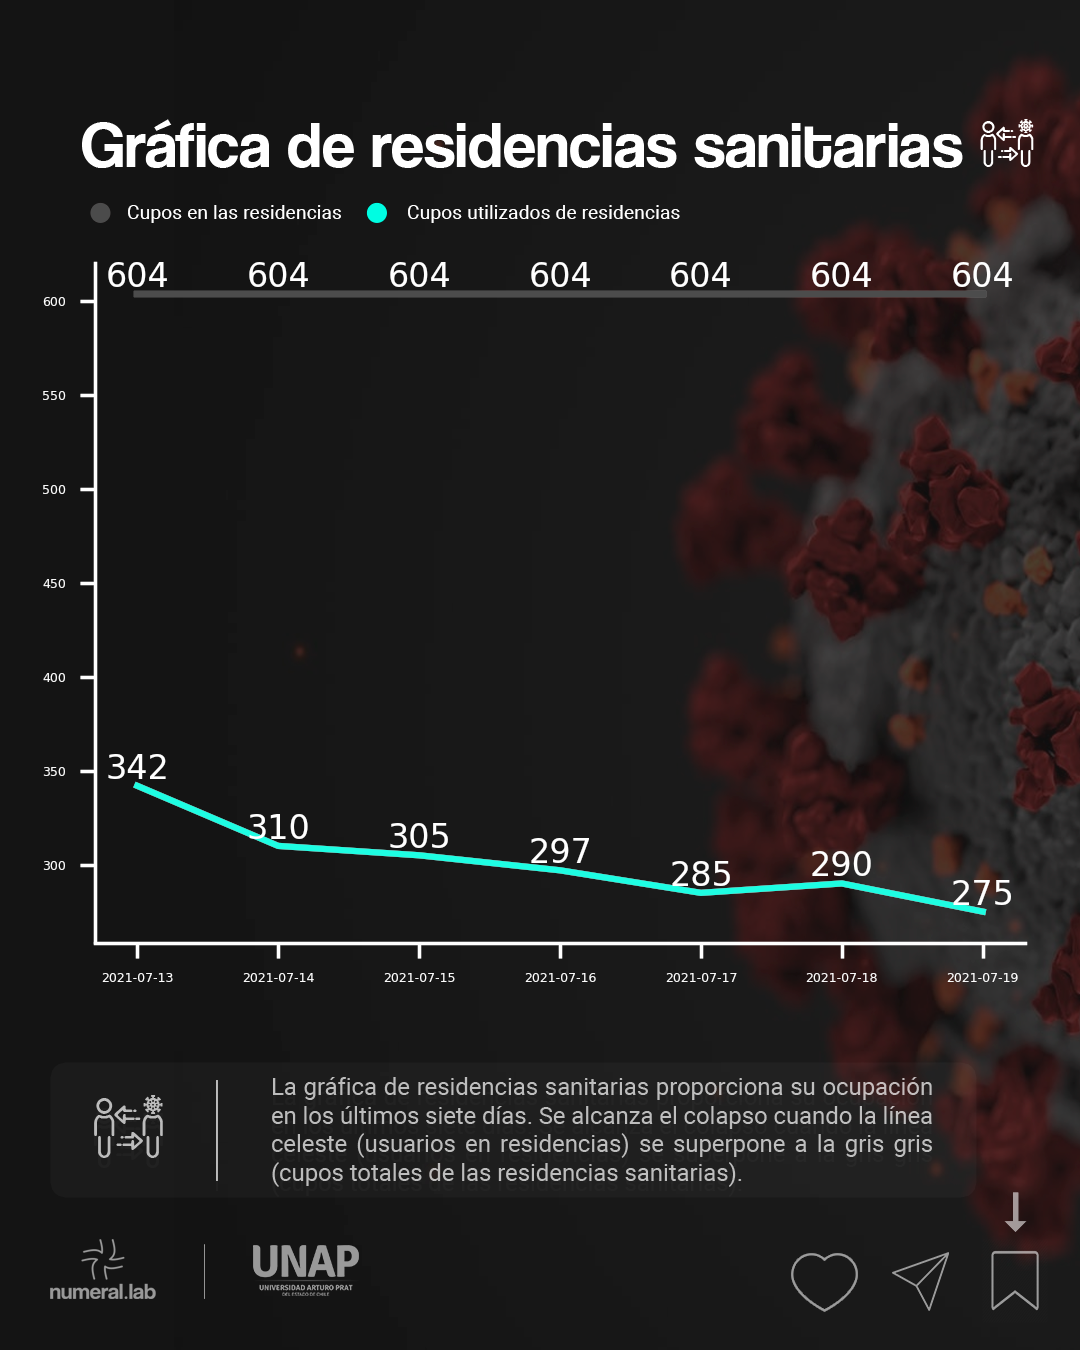 Gráfica de residencias sanitarias
Cupos en las residencias
Cupos utilizados de residencias
604 604 604 604 604 604 604
600
550
500
450
400
350
300
342 310 305 297 285 290 275
2021-07-13 2021-07-14 2021-07-15 2021-07-16 2021-07-17 2021-07-18 2021-07-19
La gráfica de residencias sanitarias proporciona su ocupación
en los últimos siete días. Se alcanza el colapso cuando la línea
celeste (usuarios en residencias) se superpone a la gris gris
(cupos totales de las residencias sanitarias).
numeral.lab
UNAP
UNIVERSIDAD ARTURO PRAT
DEL ESTADO DE CHILE